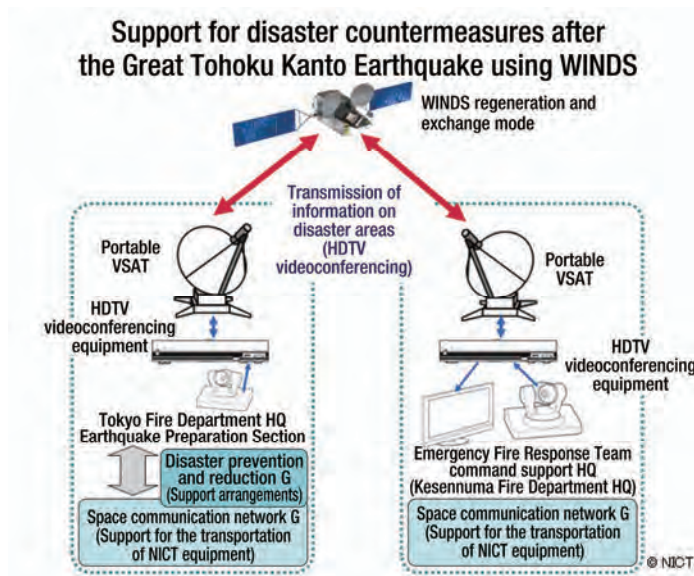 Support for disaster countermeasures after
the Great Tohoku Kanto Earthquake using WINDS
WINDS regeneration and
exchange mode
Transmission of
information on
disaster areas
(HDTV
videoconferencing)
Portable
VSAT
HDTV
videoconferencing
equipment
Tokyo Fire Department HQ
Earthquake Preparation Section
Disaster prevention
and reduction G
(Support arrangements)
Space communication network G
(Support for the transportation
of NICT equipment)
Portable
VSAT
HDTV
videoconferencing
equipment
Emergency Fire Response Team
command support HQ
(Kesennuma Fire Department HQ)
Space communication network G
(Support for the transportation
of NICT equipment)
© NICT